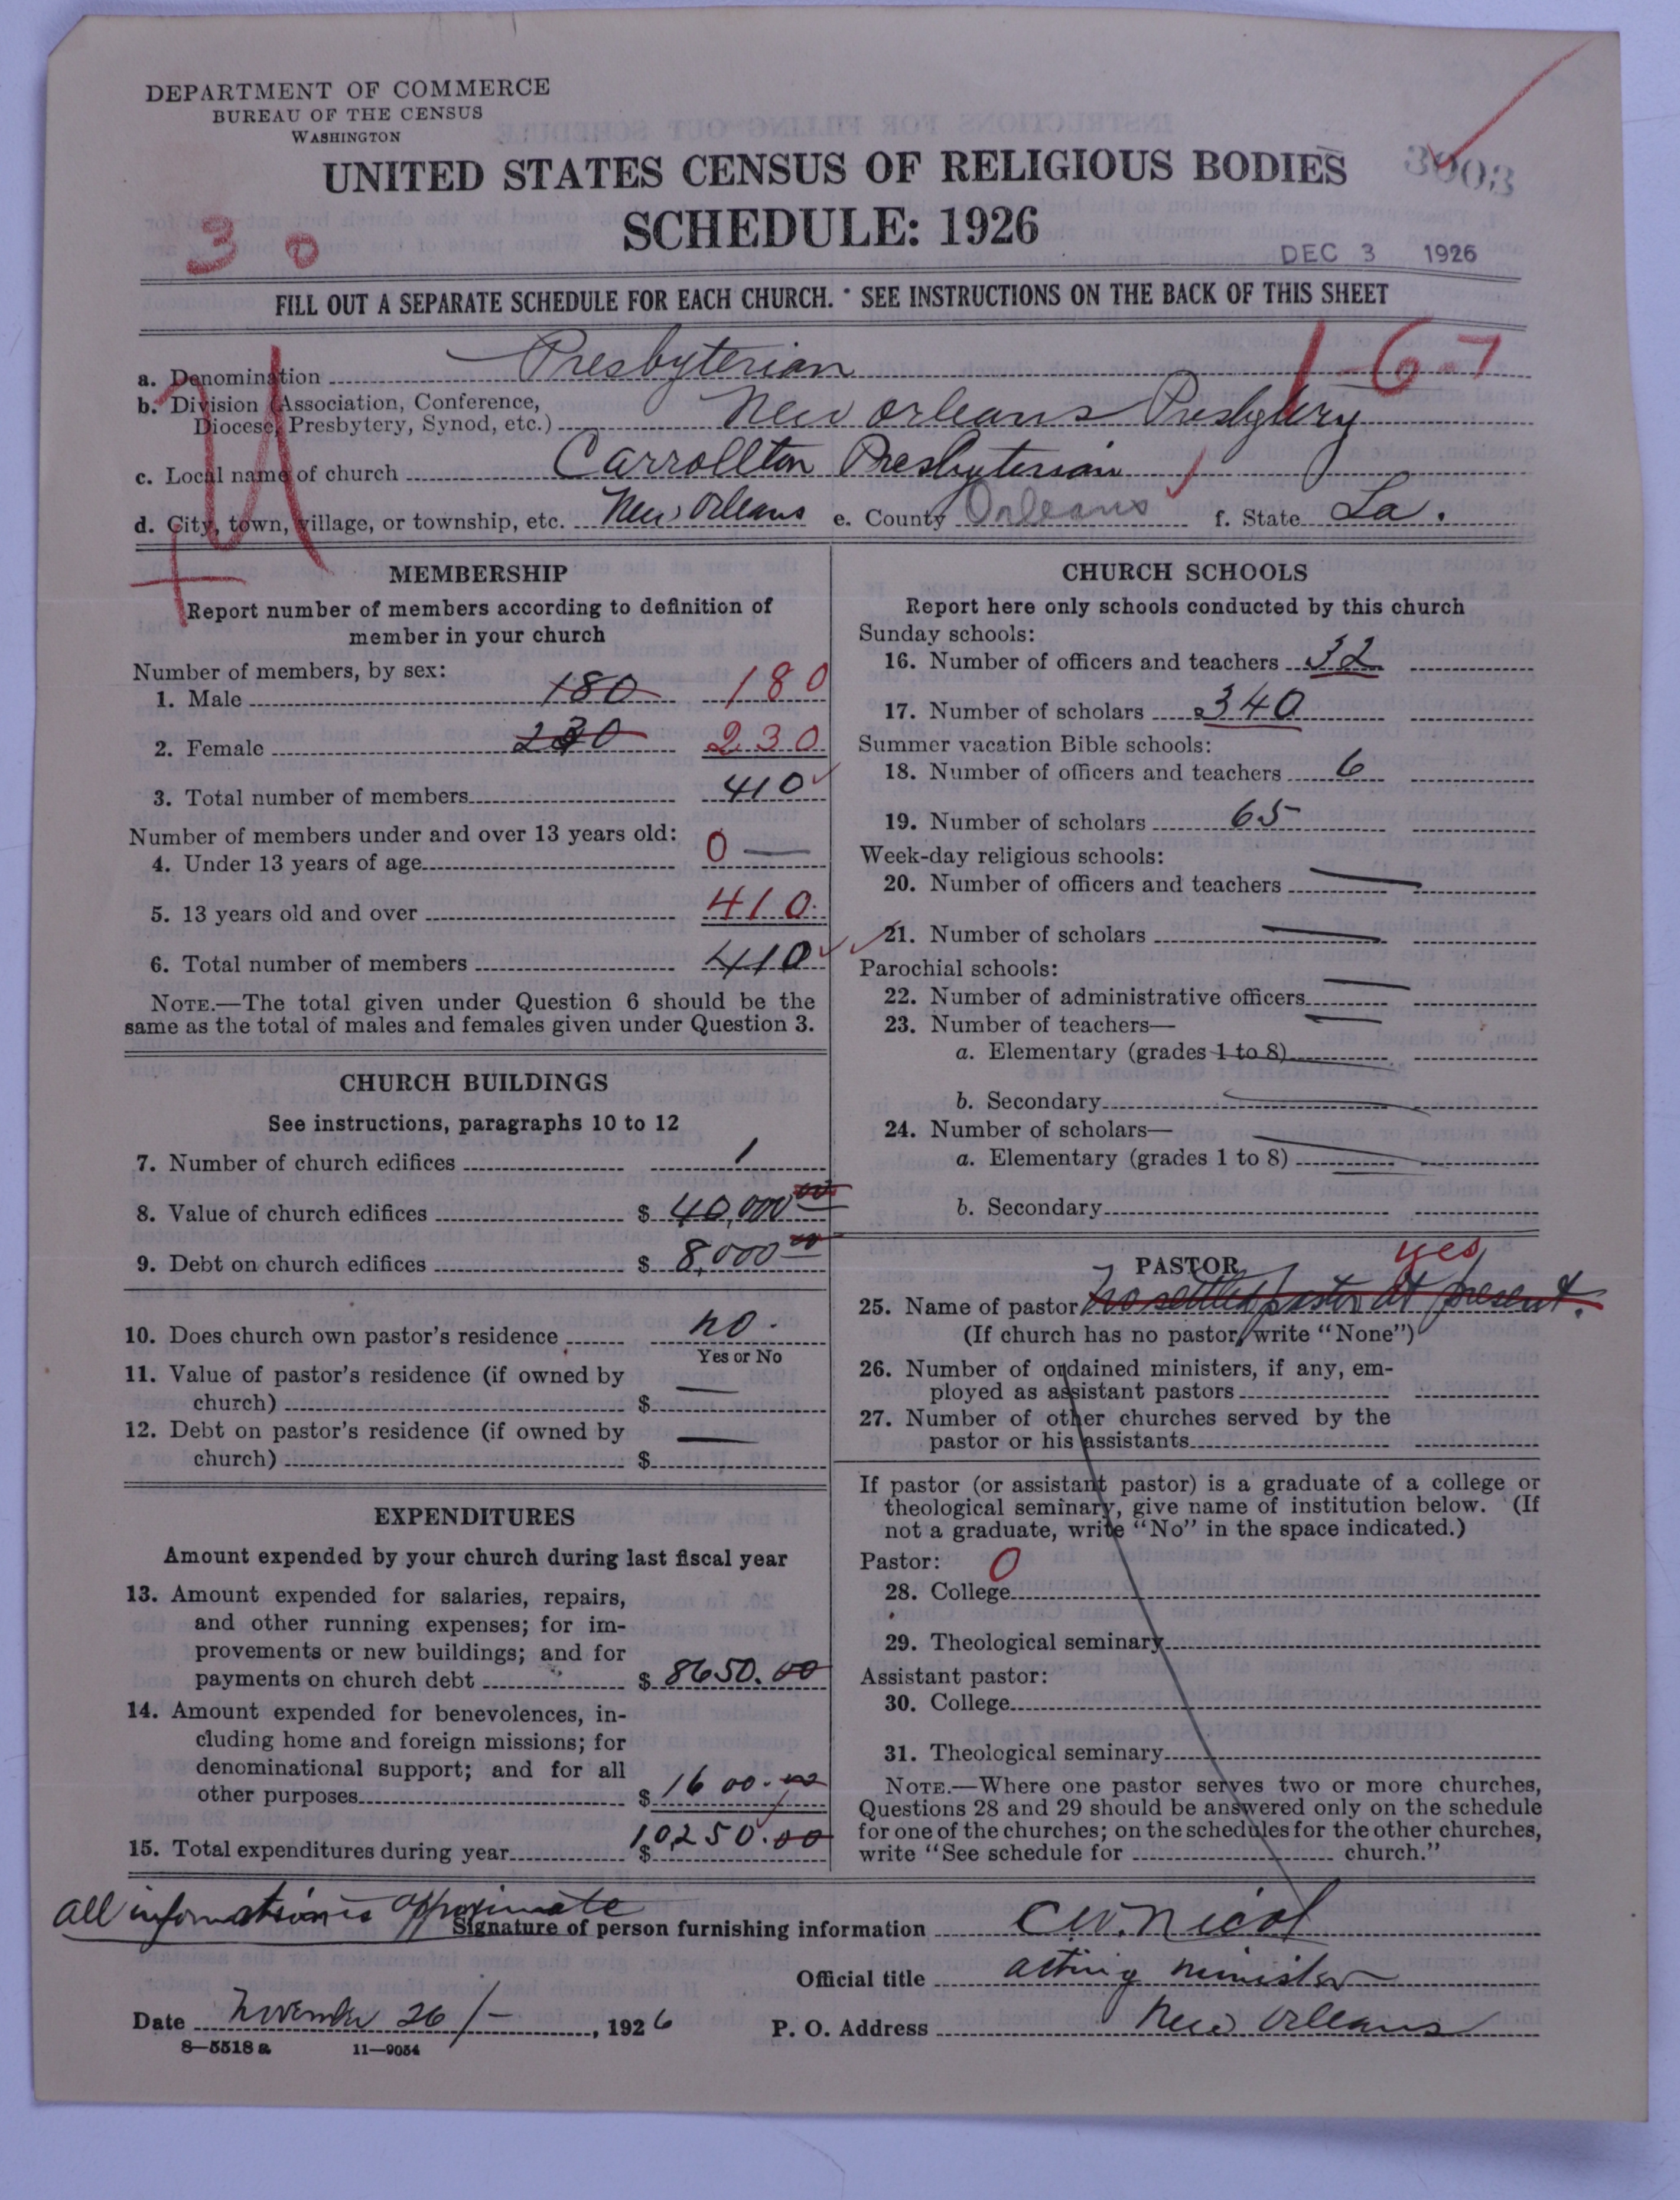 DEPARTMENT OF COMMERCE
BUREAU OF THE CENSUS
WASHINGTON
UNITED STATES CENSUS OF RELIGIOUS BODIES
3003
SCHEDULE: 1926
3 0
DEC 3 1926
FILL OUT A SEPARATE SCHEDULE FOR EACH CHURCH. SEE INSTRUCTIONS ON THE BACK OF THIS SHEET
1-67
a. Denomination Presbyterian
b. Division (Association, Conference,
Diocese, Presbytery, Synod, etc.) New Orleans Presbytery
c. Local name of church Carrollton Presbyterian
d. City, town, village, or township, etc. New Orleans e. County Orleans f. State La.
MEMBERSHIP
Report number of members according to definition of
member in your church
Number of members, by sex:
1. Male 180 180
2. Female 230 230
3. Total number of members 410
Number of members under and over 13 years old:
4. Under 13 years of age 0 —
5. 13 years old and over 410
6. Total number of members 410
NOTE.—The total given under Question 6 should be the
same as the total of males and females given under Question 3.
CHURCH BUILDINGS
See instructions, paragraphs 10 to 12
7. Number of church edifices 1
8. Value of church edifices $ 40,000 00
9. Debt on church edifices $ 8,000 00
10. Does church own pastor's residence no.
Yes or No
11. Value of pastor's residence (if owned by
church) $ —
12. Debt on pastor's residence (if owned by
church) $ —
EXPENDITURES
Amount expended by your church during last fiscal year
13. Amount expended for salaries, repairs,
and other running expenses; for im-
provements or new buildings; and for
payments on church debt $ 8650.00
14. Amount expended for benevolences, in-
cluding home and foreign missions; for
denominational support; and for all
other purposes $ 1600.00
15. Total expenditures during year $ 10,250.00
CHURCH SCHOOLS
Report here only schools conducted by this church
Sunday schools:
16. Number of officers and teachers 32
17. Number of scholars 340
Summer vacation Bible schools:
18. Number of officers and teachers 6
19. Number of scholars 65
Week-day religious schools:
20. Number of officers and teachers —
21. Number of scholars —
Parochial schools:
22. Number of administrative officers —
23. Number of teachers— —
a. Elementary (grades 1 to 8)
b. Secondary —
24. Number of scholars—
a. Elementary (grades 1 to 8) —
b. Secondary
PASTOR yes
25. Name of pastor No settled pastor at present.
(If church has no pastor, write "None")
26. Number of ordained ministers, if any, em-
ployed as assistant pastors
27. Number of other churches served by the
pastor or his assistants
If pastor (or assistant pastor) is a graduate of a college or
theological seminary, give name of institution below. (If
not a graduate, write "No" in the space indicated.)
Pastor: 0
28. College
29. Theological seminary
Assistant pastor:
30. College
31. Theological seminary
NOTE.—Where one pastor serves two or more churches,
Questions 28 and 29 should be answered only on the schedule
for one of the churches; on the schedules for the other churches,
write "See schedule for church."
All information is approximate
Signature of person furnishing information C.W. Nicol
Official title acting minister
Date November 26/-, 1926 P. O. Address New Orleans
8—5518 a 11—9054